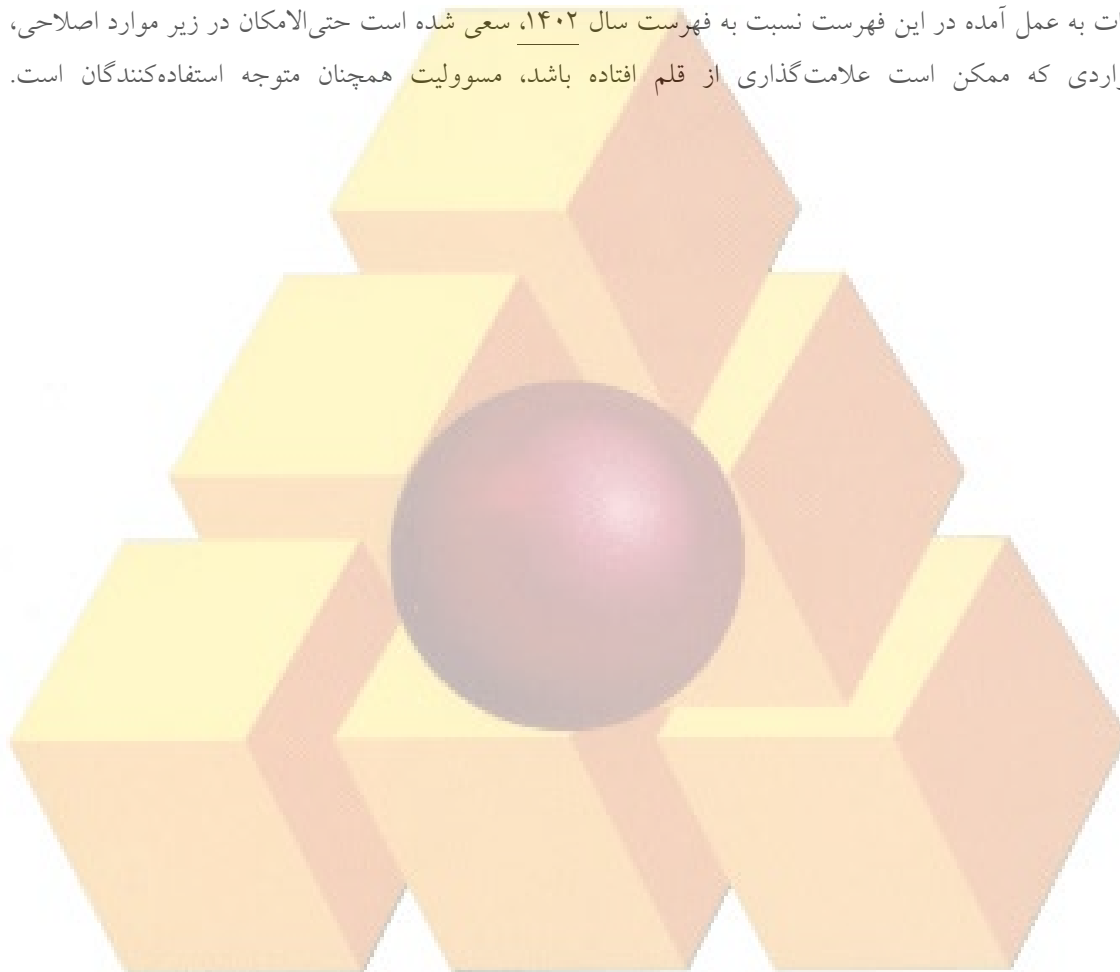 به عمل آمده در این فهرست نسبت به فهرست سال ۱۴۰۲، سعی شده است حتی‌الامکان در زیر موارد اصلاحی،
که ممکن است علامت‌گذاری از قلم افتاده باشد، مسوولیت همچنان متوجه استفاده‌کنندگان است.